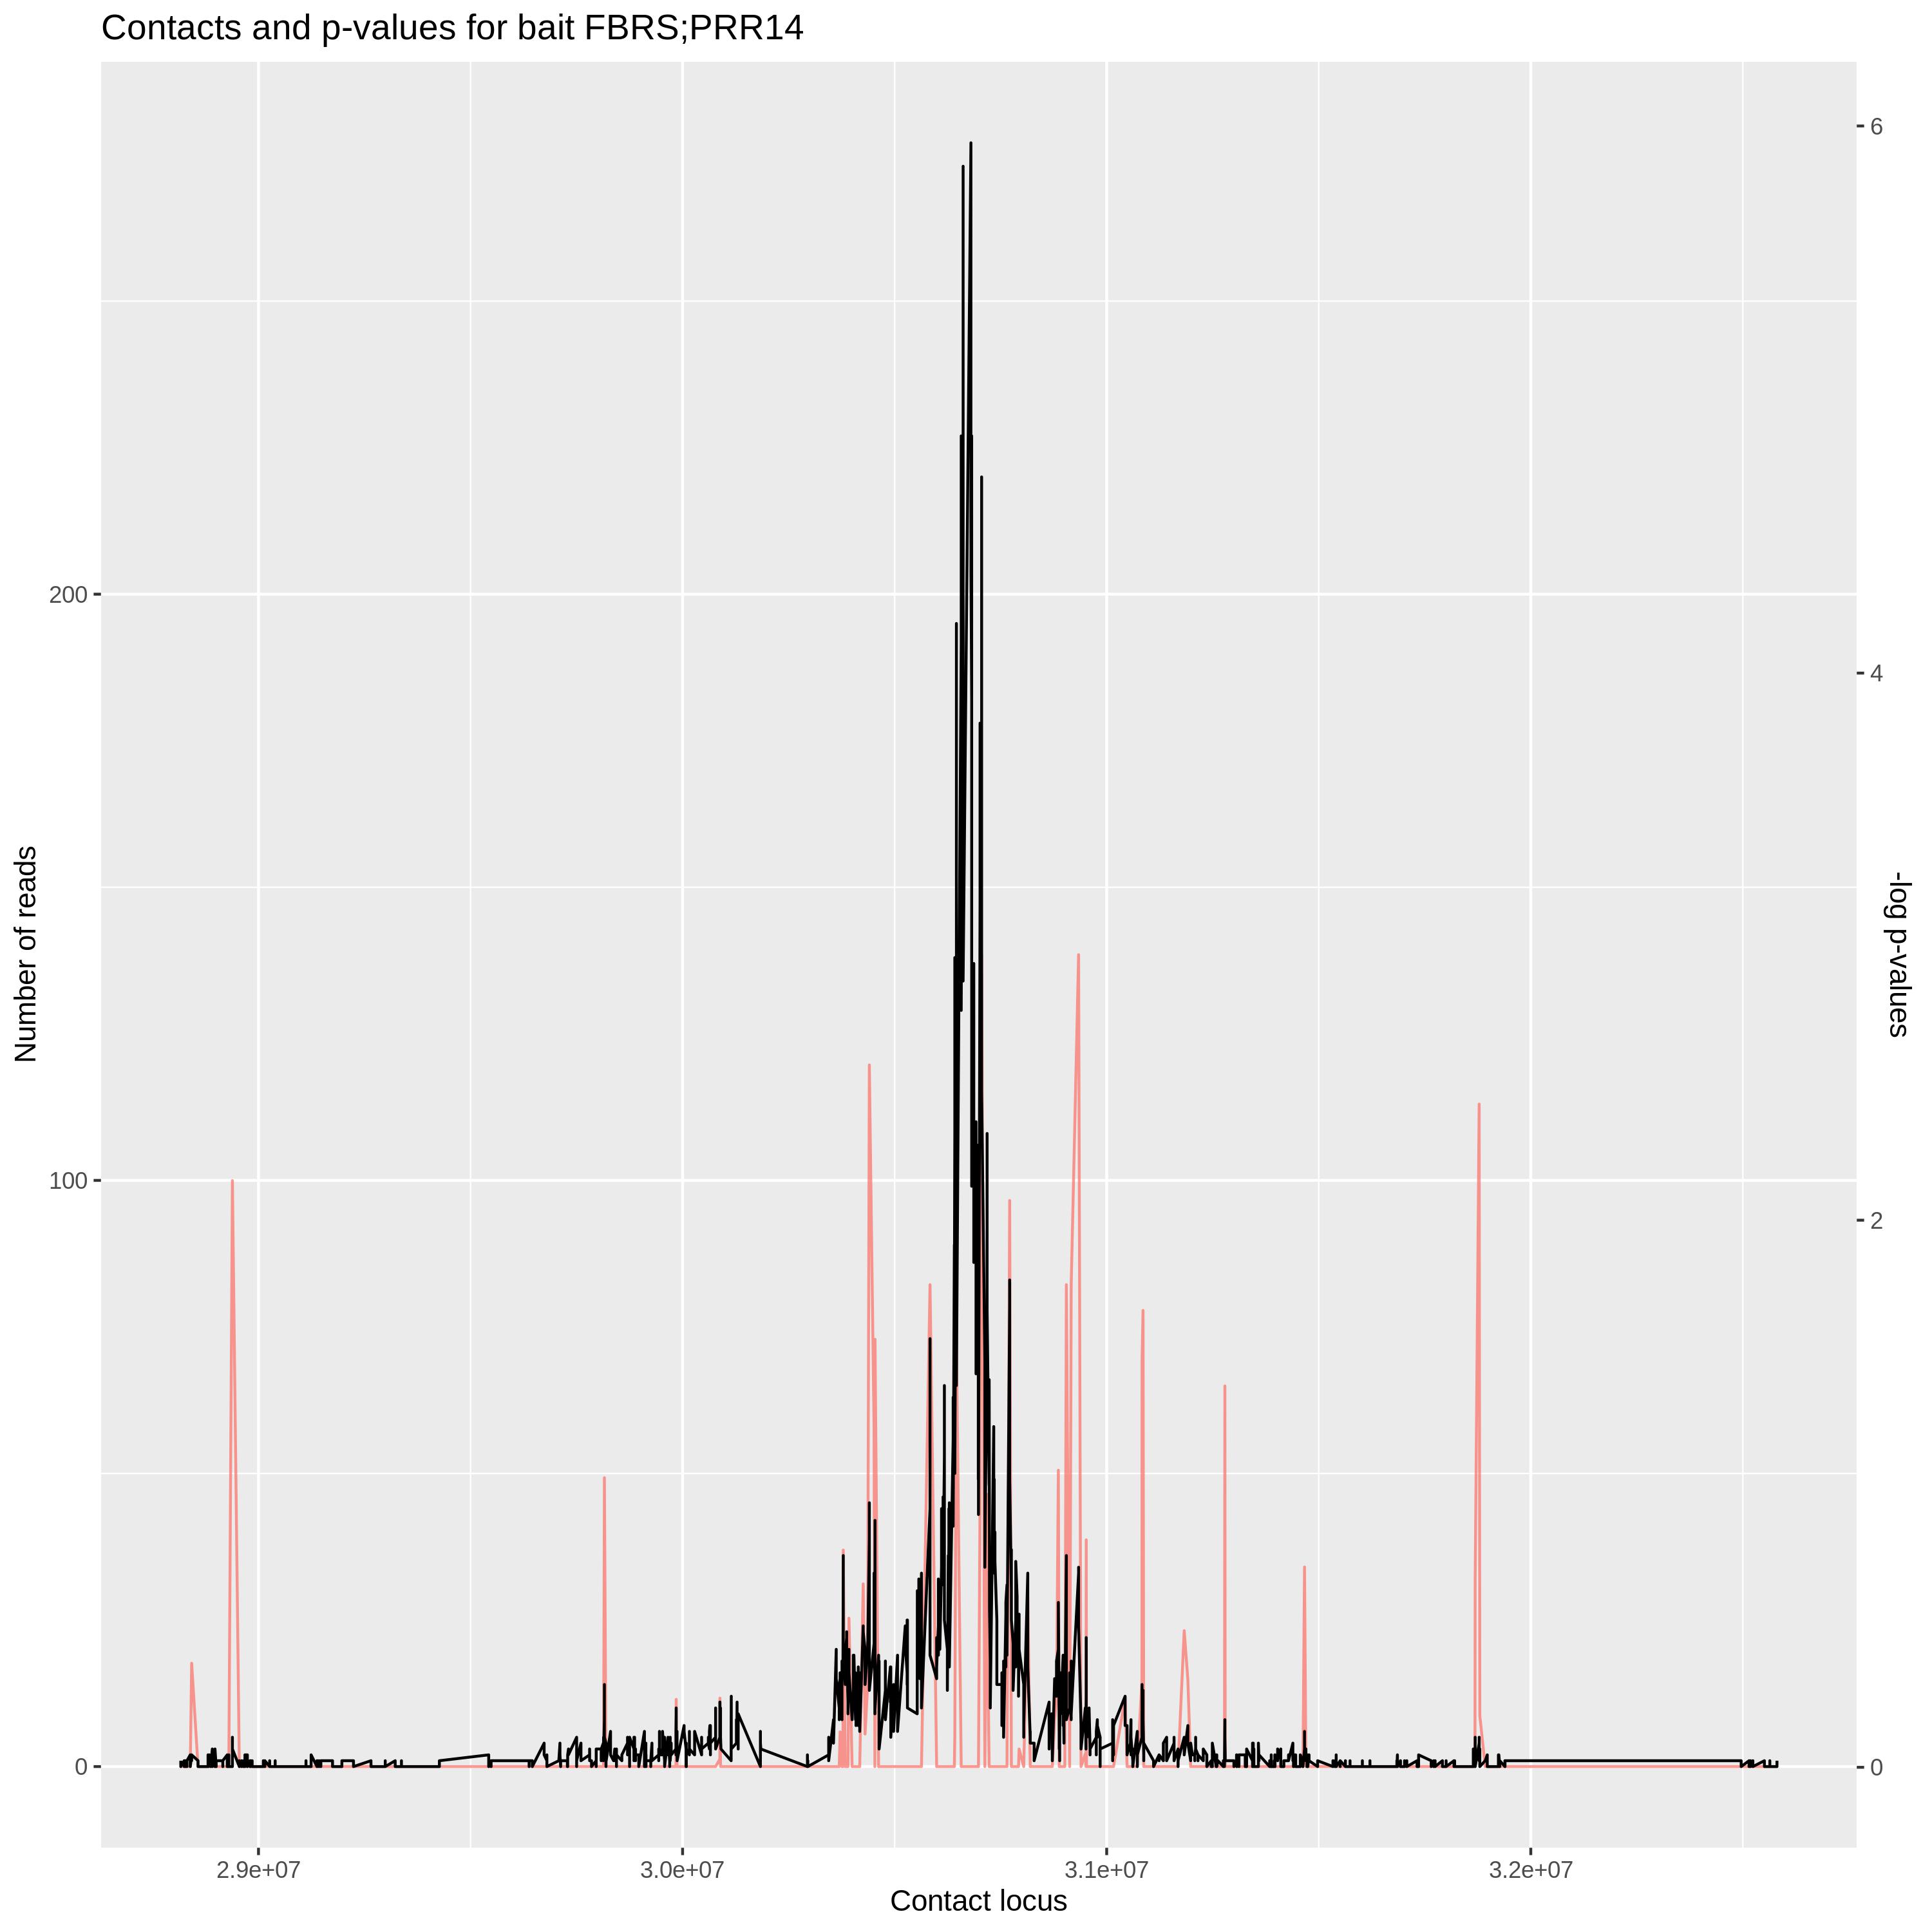 Contacts and p-values for bait FBRS;PRR14
Number of reads
200
100
0
6
4
2
0
-log p-values
2.9e+07
3.0e+07
3.1e+07
3.2e+07
Contact locus